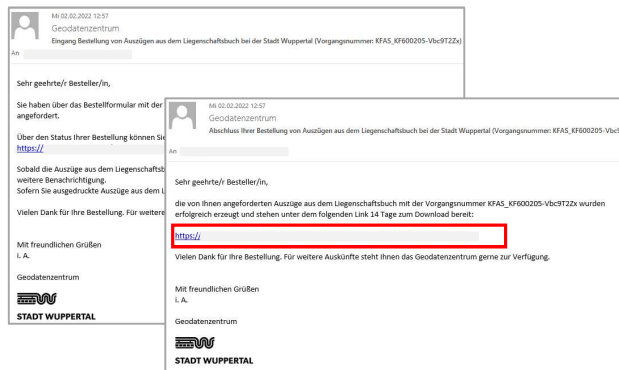 Mi 02.02.2022 12:57
Geodatenzentrum
Eingang Bestellung von Auszügen aus dem Liegenschaftsbuch bei der Stadt Wuppertal (Vorgangsnummer: KFAS_KF600205-Vbc9T2Zx)
An
Sehr geehrte/r Besteller/in,
Sie haben über das Bestellformular mit der
angefordert.
Über den Status Ihrer Bestellung können Sie
https://
Sobald die Auszüge aus dem Liegenschaftsb
weitere Benachrichtigung.
Sofern Sie ausgedruckte Auszüge aus dem L
Vielen Dank für Ihre Bestellung. Für weitere
Mit freundlichen Grüßen
i. A.
Geodatenzentrum
STADT WUPPERTAL
Mi 02.02.2022 12:57
Geodatenzentrum
Abschluss Ihrer Bestellung von Auszügen aus dem Liegenschaftsbuch bei der Stadt Wuppertal (Vorgangsnummer: KFAS_KF600205-Vbc9
An
Sehr geehrte/r Besteller/in,
die von Ihnen angeforderten Auszüge aus dem Liegenschaftsbuch mit der Vorgangsnummer KFAS_KF600205-Vbc9T2Zx wurden
erfolgreich erzeugt und stehen unter dem folgenden Link 14 Tage zum Download bereit:
https://
Vielen Dank für Ihre Bestellung. Für weitere Auskünfte steht Ihnen das Geodatenzentrum gerne zur Verfügung.
Mit freundlichen Grüßen
i. A.
Geodatenzentrum
STADT WUPPERTAL